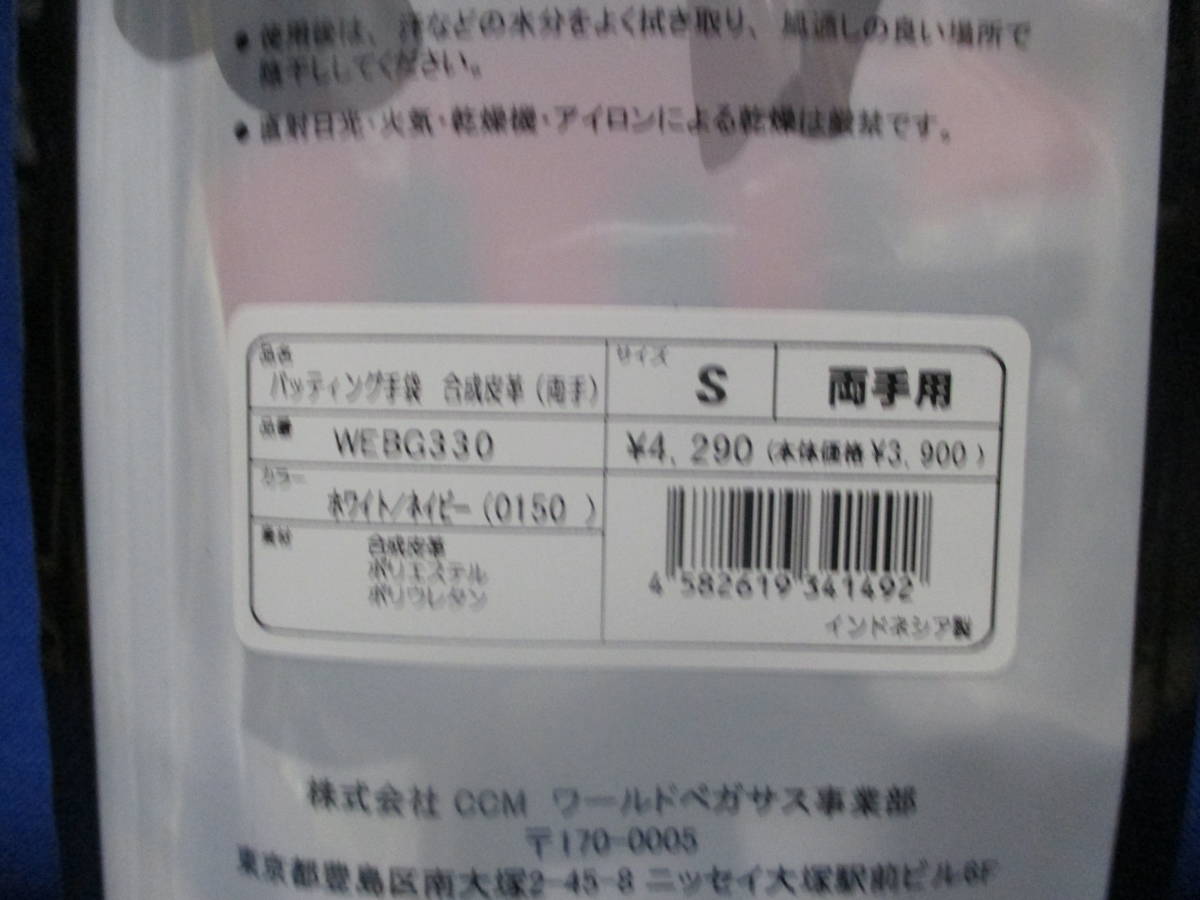 ● 使用後は、汗などの水分をよく拭き取り、風通しの良い場所で
陰干ししてください。
● 直射日光・火気・乾燥機・アイロンによる乾燥は厳禁です。
品名
バッティング手袋 合成皮革（両手）
サイズ
S
両手用
品番
WEBG330
¥4,290（本体価格¥3,900）
カラー
ホワイト/ネイビー（0150 ）
素材
合成皮革
ポリエステル
ポリウレタン
4 582619 341492
インドネシア製
株式会社 CCM ワールドペガサス事業部
〒170-0005
東京都豊島区南大塚2-45-8 ニッセイ大塚駅前ビル6F